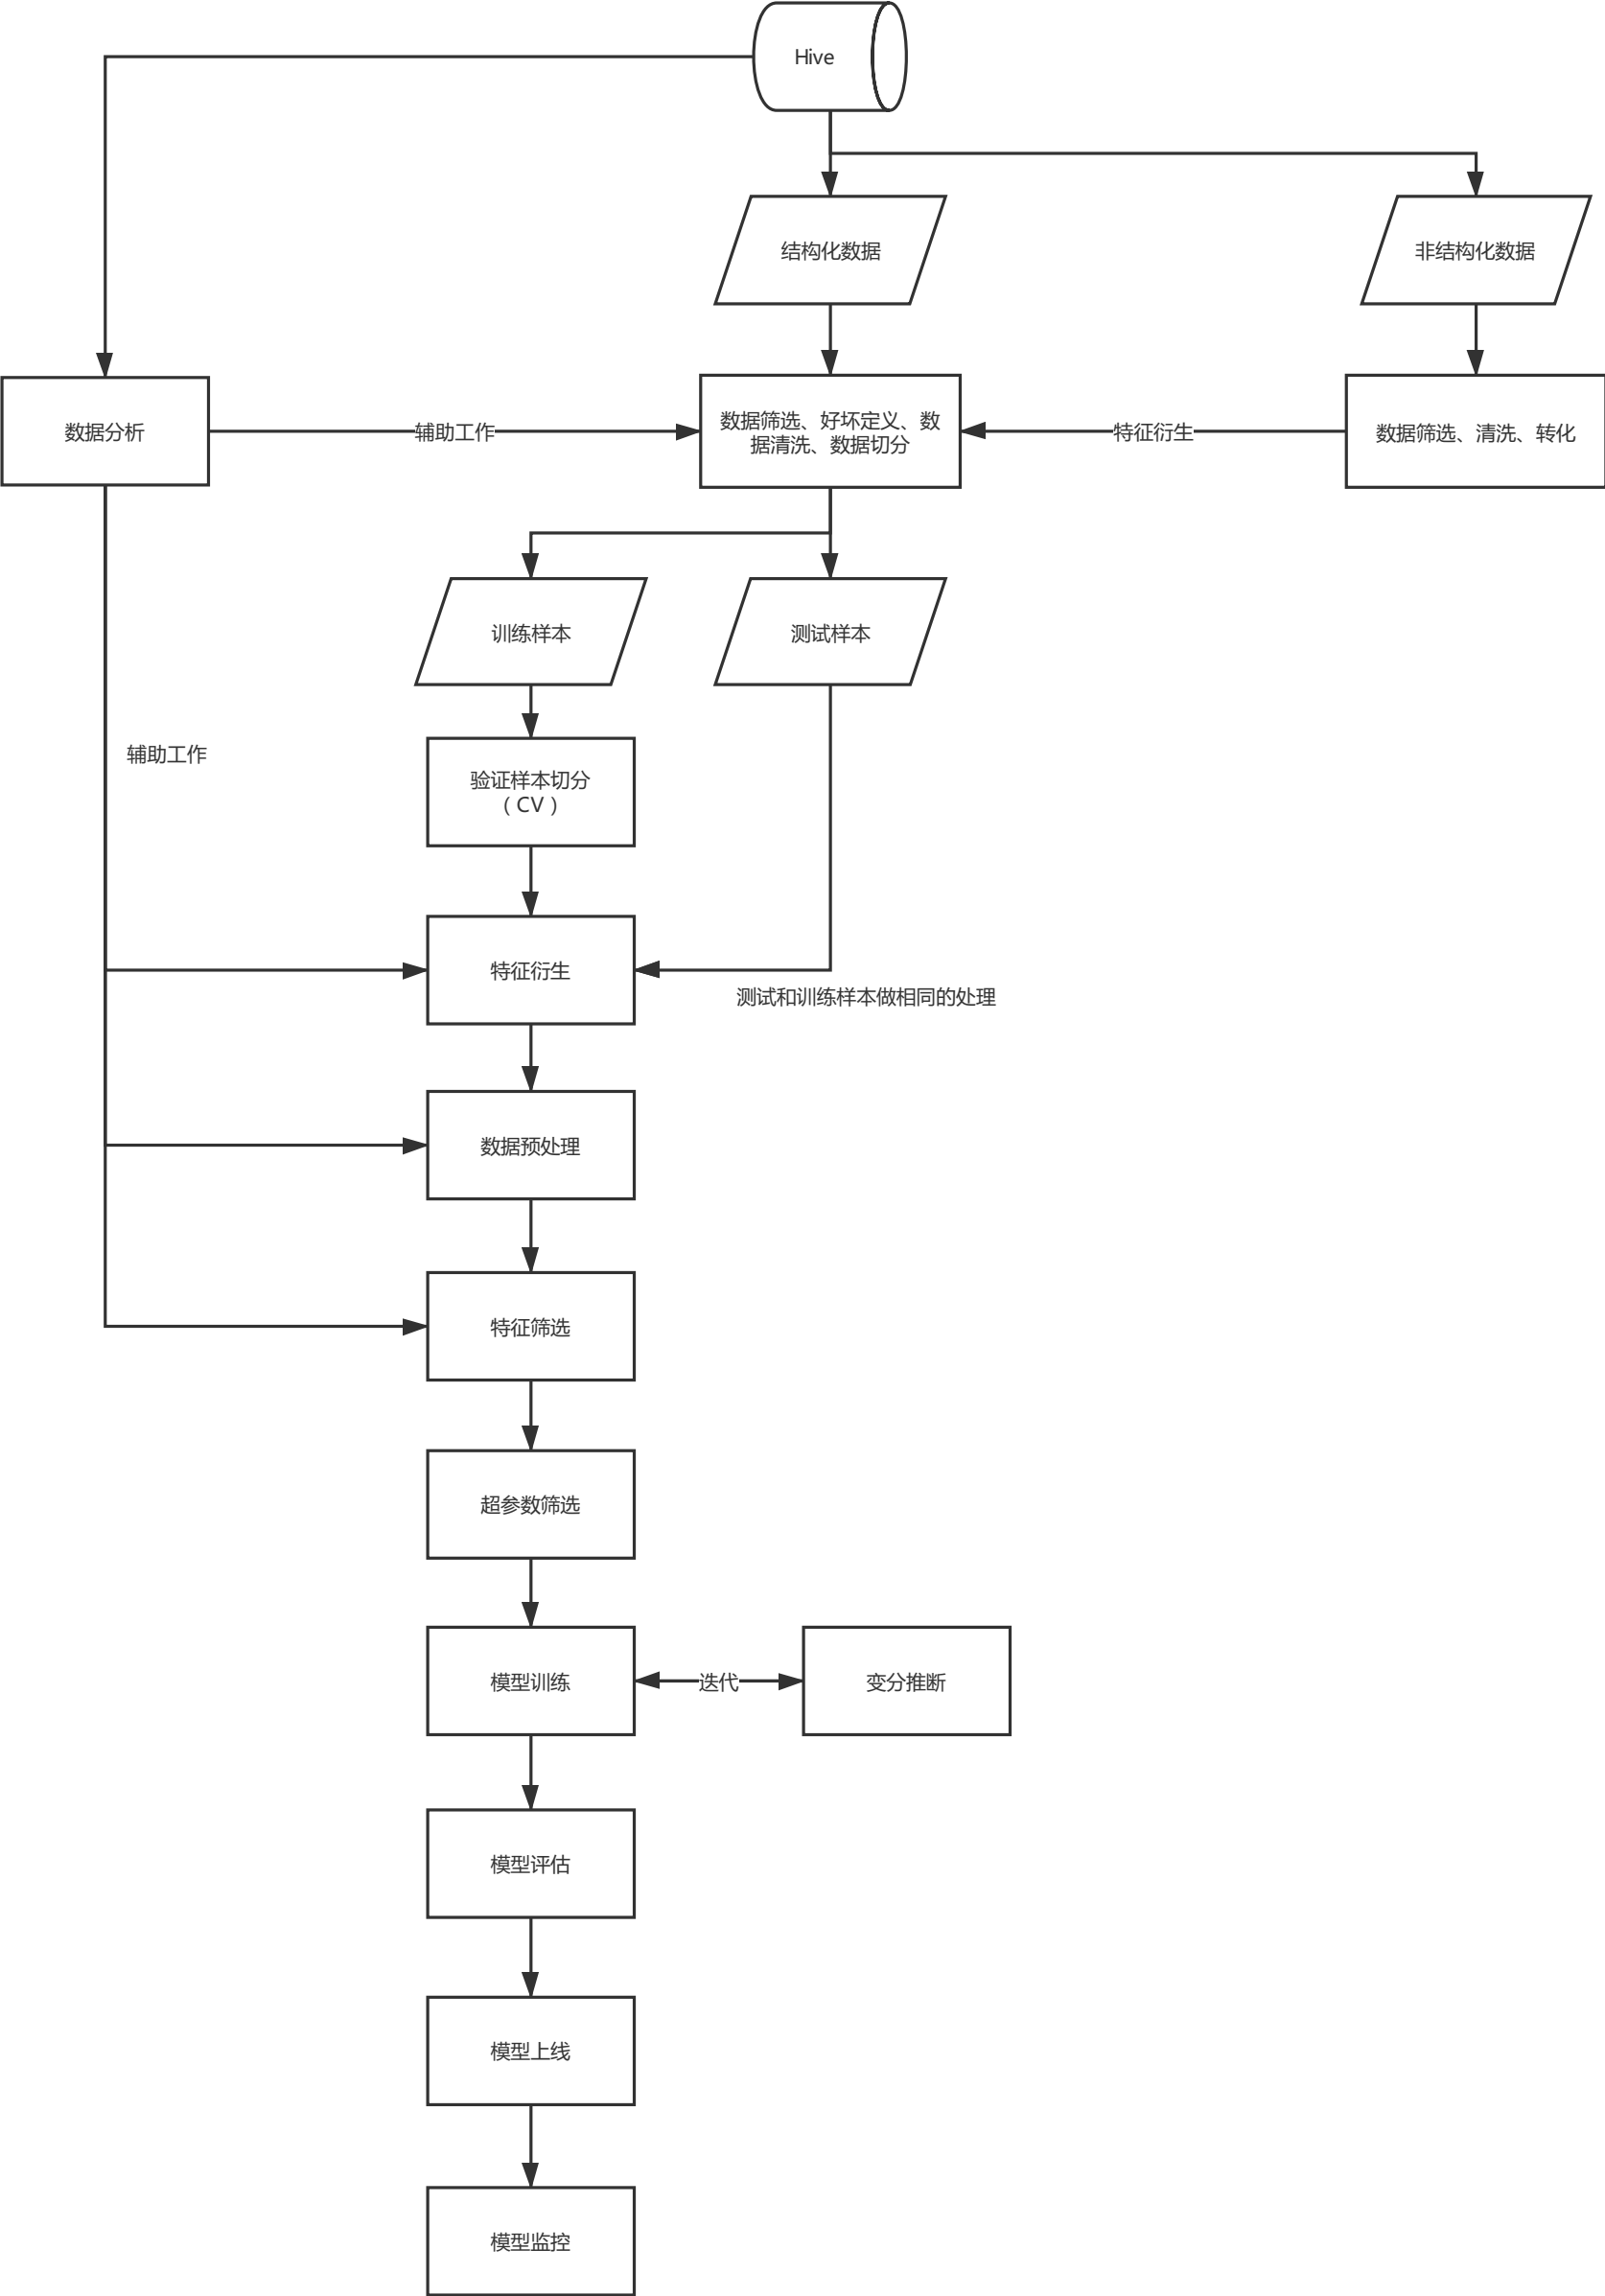 Hive
结构化数据
非结构化数据
数据分析
辅助工作
数据筛选、好坏定义、数
据清洗、数据切分
特征衍生
数据筛选、清洗、转化
训练样本
测试样本
辅助工作
验证样本切分
（CV）
特征衍生
测试和训练样本做相同的处理
数据预处理
特征筛选
超参数筛选
模型训练
迭代
变分推断
模型评估
模型上线
模型监控